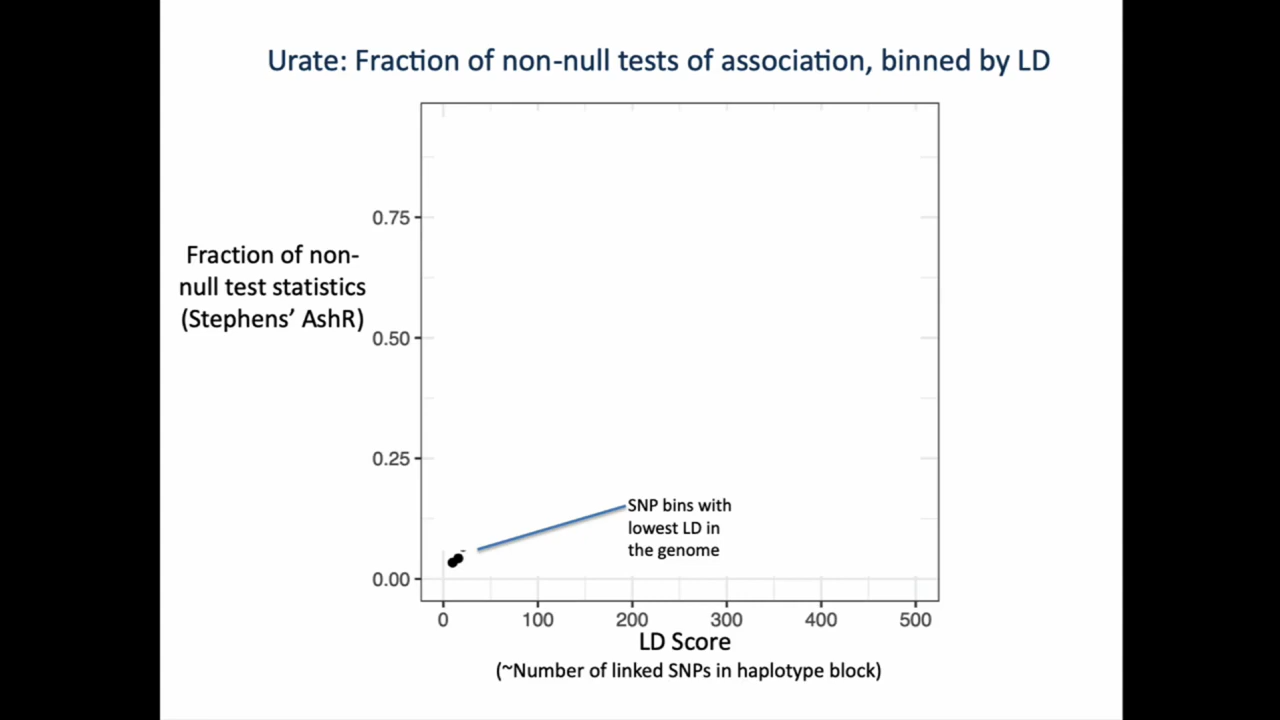 Urate: Fraction of non-null tests of association, binned by LD
Fraction of non-
null test statistics
(Stephens’ AshR)
0.75
0.50
0.25
0.00
SNP bins with
lowest LD in
the genome
0 100 200 300 400 500
LD Score
(~Number of linked SNPs in haplotype block)